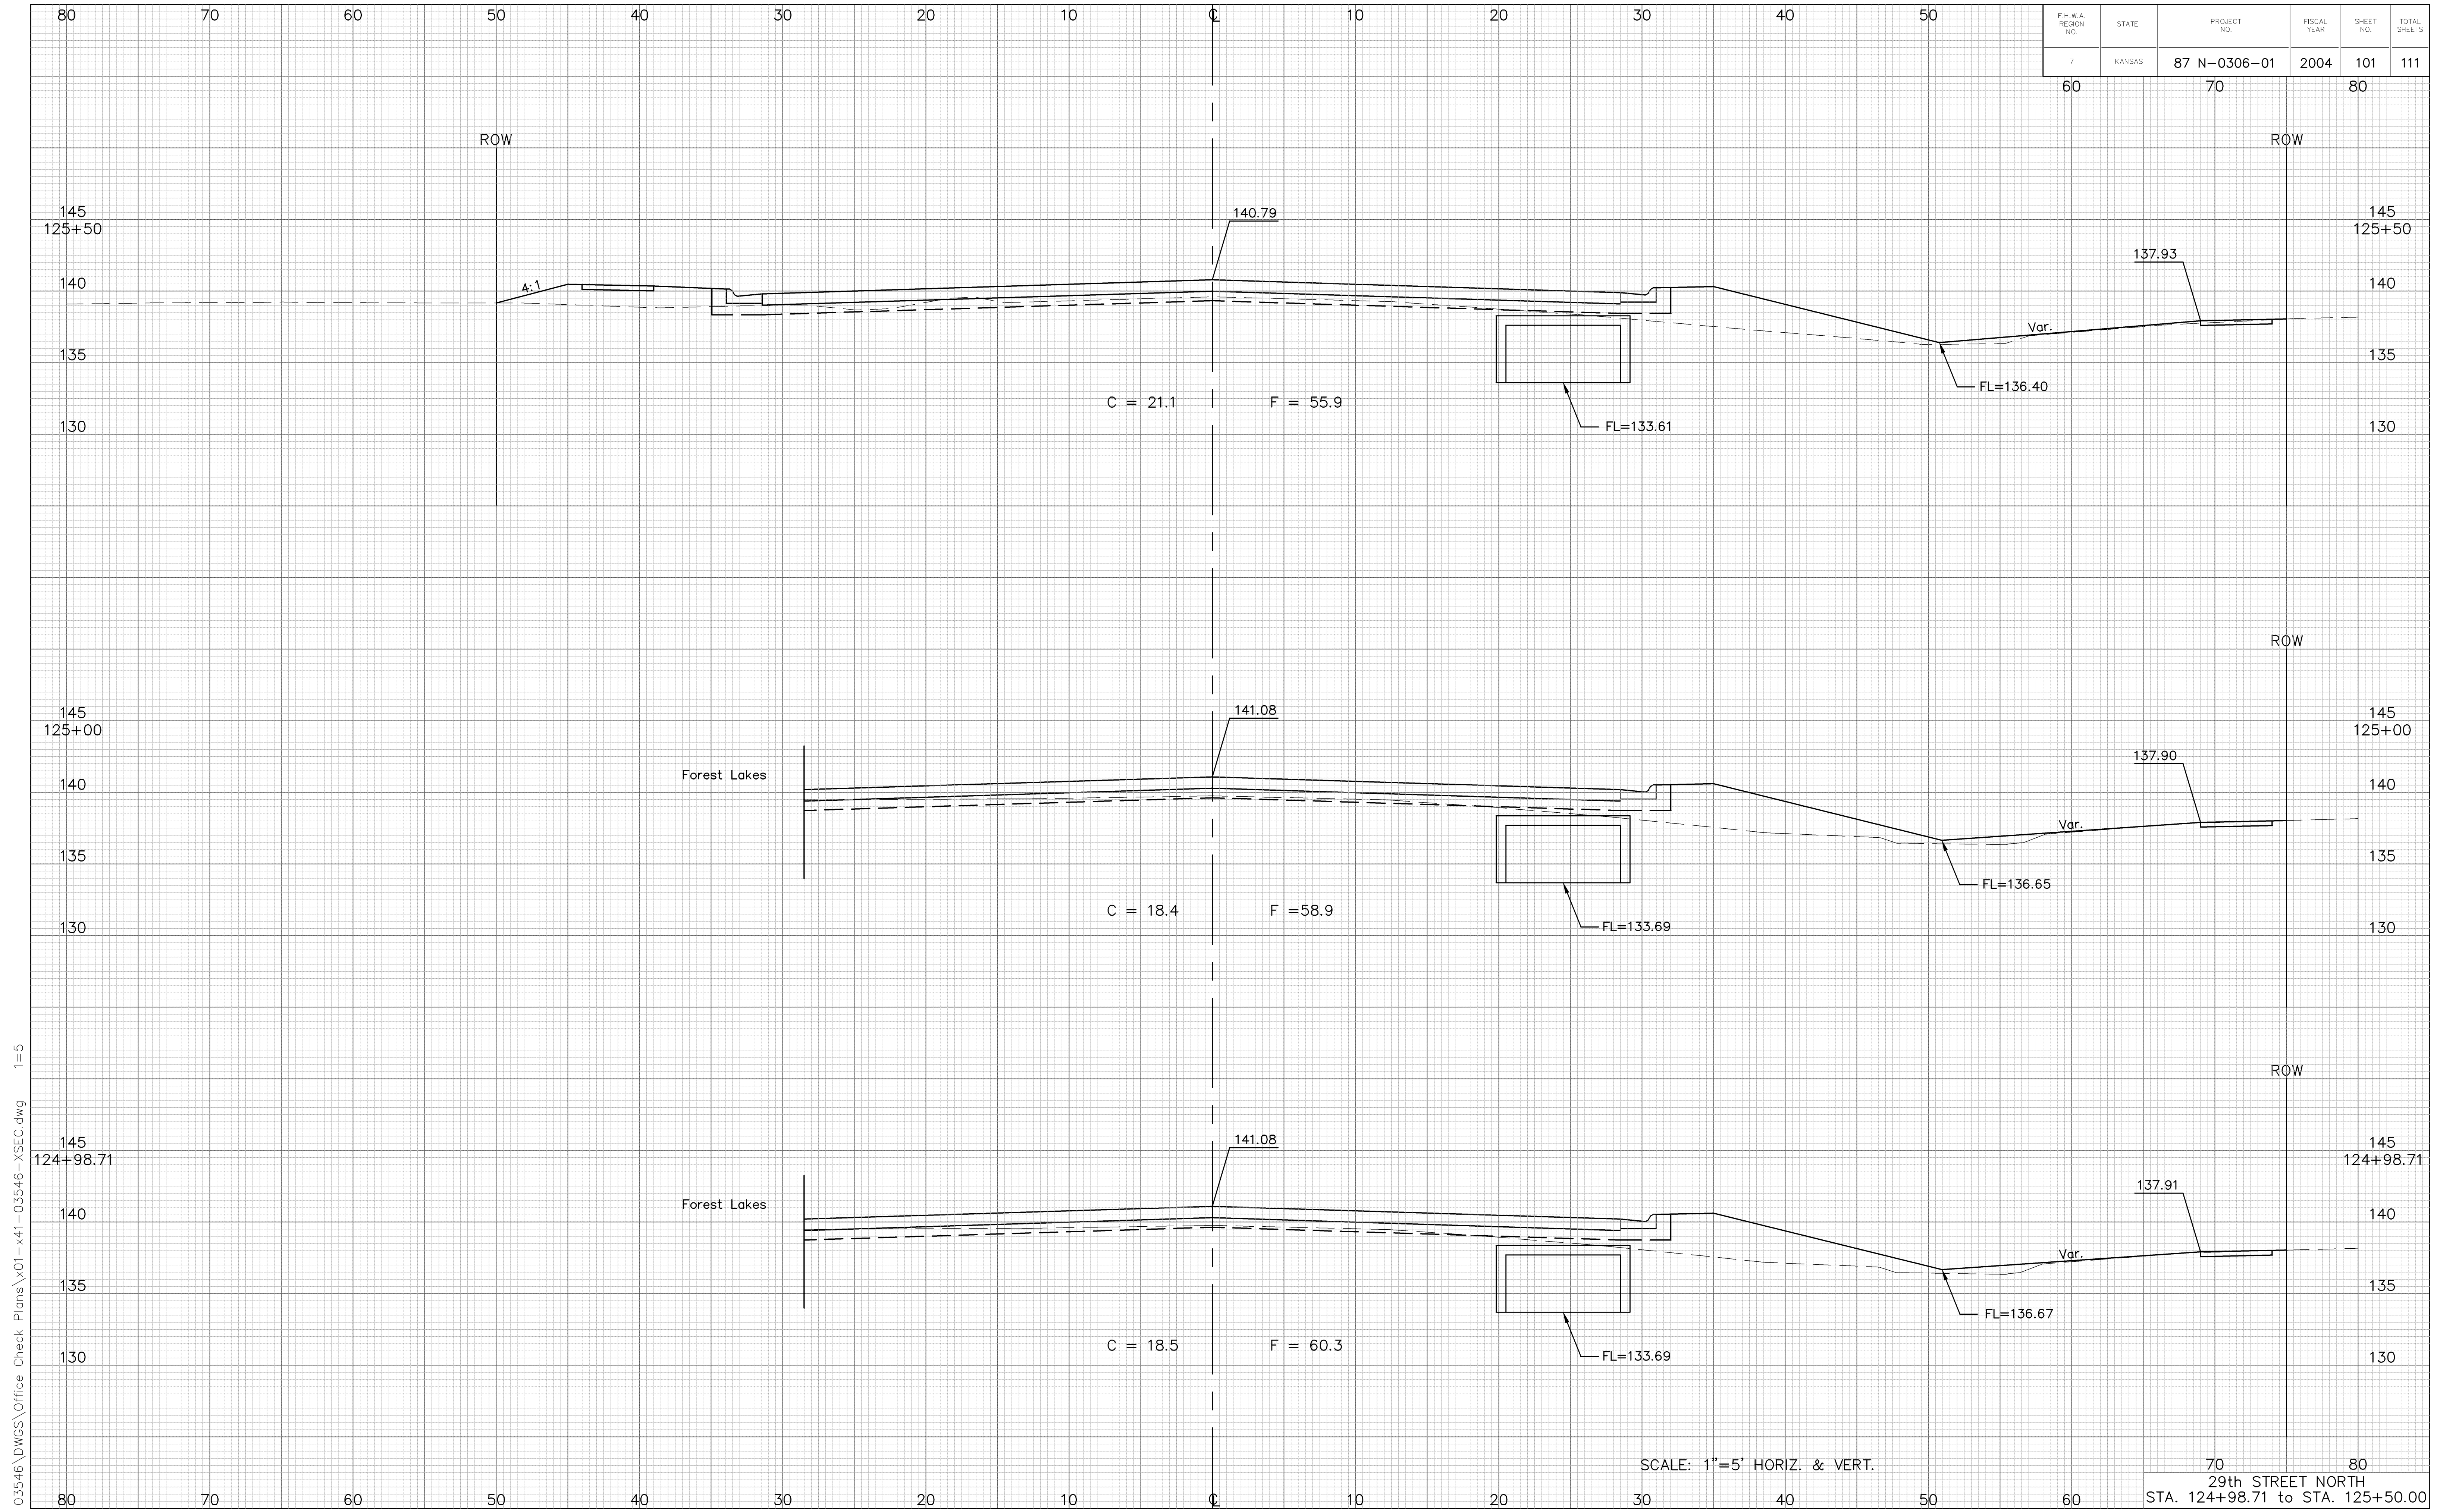 80 70 60 50 40 30 20 10 ℄ 10 20 30 40 50
F.H.W.A. REGION NO. STATE PROJECT NO. FISCAL YEAR SHEET NO. TOTAL SHEETS
7 KANSAS 87 N-0306-01 2004 101 111
60 70 80
ROW ROW
145 145
125+50 125+50
140.79
137.93
140 140
4:1
Var.
135 135
FL=136.40
C = 21.1 F = 55.9
FL=133.61
130 130
ROW
145 145
125+00 125+00
141.08
137.90
Forest Lakes
140 140
Var.
135 135
FL=136.65
C = 18.4 F =58.9
FL=133.69
130 130
ROW
145 145
124+98.71 124+98.71
141.08
137.91
Forest Lakes
140 140
Var.
135 135
FL=136.67
C = 18.5 F = 60.3
FL=133.69
130 130
SCALE: 1"=5' HORIZ. & VERT.
70 80
29th STREET NORTH
STA. 124+98.71 to STA. 125+50.00
80 70 60 50 40 30 20 10 ℄ 10 20 30 40 50 60
03546\DWGS\Office Check Plans\x01-x41-03546-XSEC.dwg 1=5